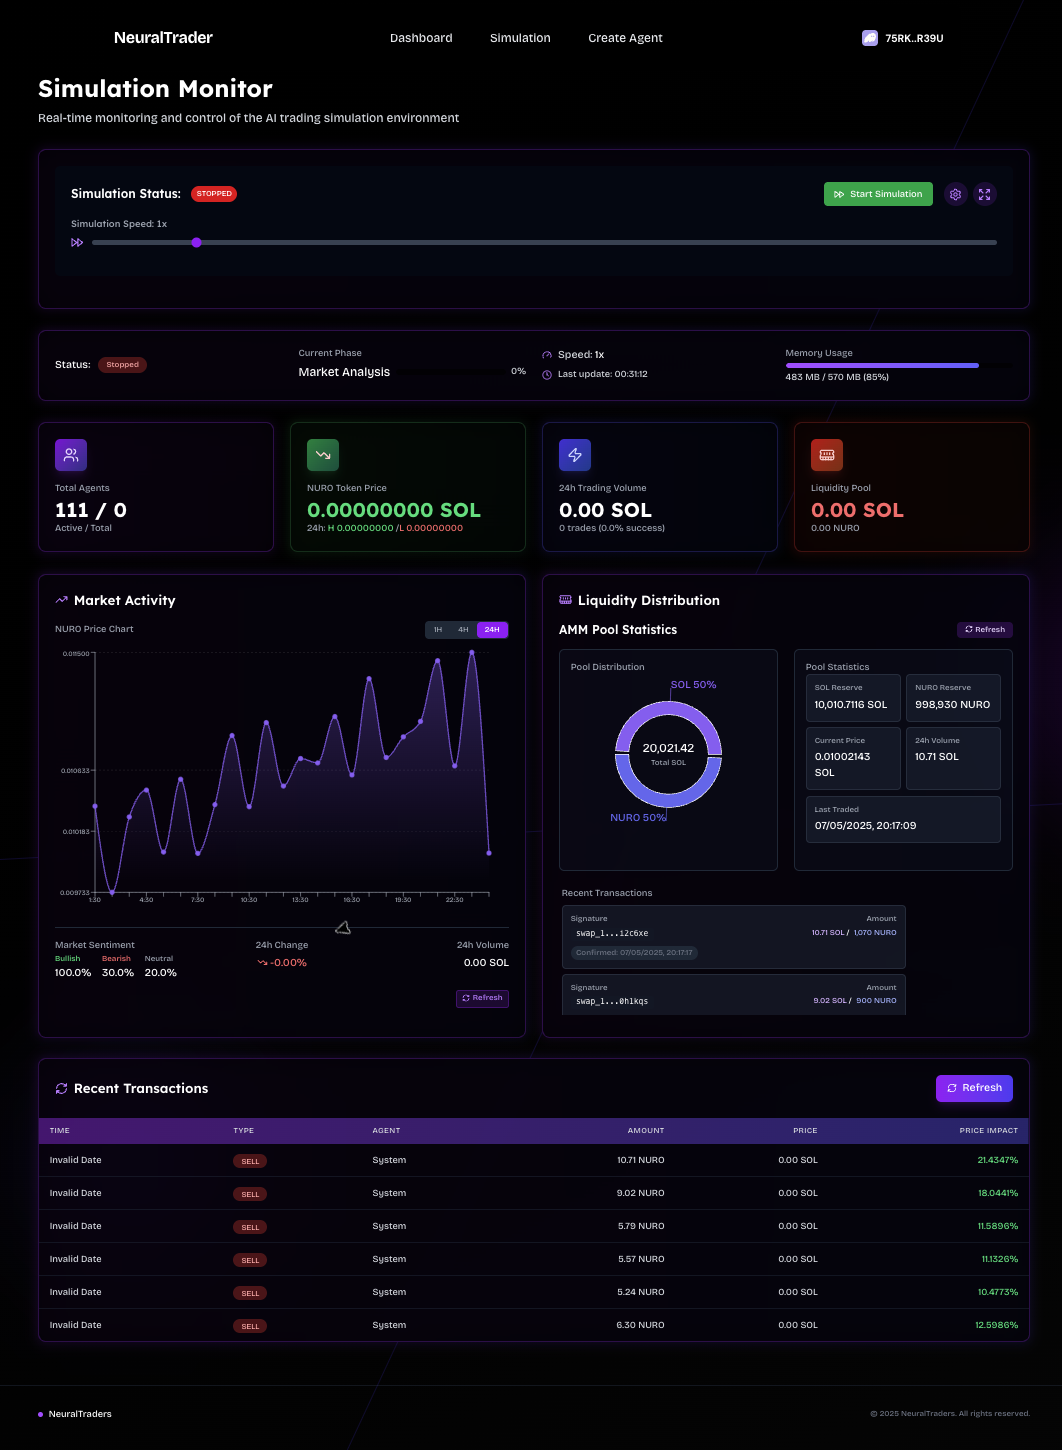 NeuralTrader
Dashboard
Simulation
Create Agent
75RK..R39U
Simulation Monitor
Real-time monitoring and control of the AI trading simulation environment
Simulation Status:
STOPPED
Start Simulation
Simulation Speed: 1x
Status:
Stopped
Current Phase
Market Analysis
0%
Speed: 1x
Last update: 00:31:12
Memory Usage
483 MB / 570 MB (85%)
Total Agents
111 / 0
Active / Total
NURO Token Price
0.00000000 SOL
24h: H 0.00000000 /L 0.00000000
24h Trading Volume
0.00 SOL
0 trades (0.0% success)
Liquidity Pool
0.00 SOL
0.00 NURO
Market Activity
NURO Price Chart
1H
4H
24H
0.011500
0.010833
0.010183
0.009733
1:30
4:30
7:30
10:30
13:30
16:30
19:30
22:30
Market Sentiment
Bullish
Bearish
Neutral
100.0%
30.0%
20.0%
24h Change
-0.00%
24h Volume
0.00 SOL
Refresh
Liquidity Distribution
AMM Pool Statistics
Refresh
Pool Distribution
SOL 50%
20,021.42
Total SOL
NURO 50%
Pool Statistics
SOL Reserve
10,010.7116 SOL
NURO Reserve
998,930 NURO
Current Price
0.01002143
SOL
24h Volume
10.71 SOL
Last Traded
07/05/2025, 20:17:09
Recent Transactions
Signature
Amount
swap_1...12c6xe
10.71 SOL / 1,070 NURO
Confirmed: 07/05/2025, 20:17:17
Signature
Amount
swap_1...0h1kqs
9.02 SOL / 900 NURO
Recent Transactions
Refresh
TIME TYPE AGENT AMOUNT PRICE PRICE IMPACT
Invalid Date SELL System 10.71 NURO 0.00 SOL 21.4347%
Invalid Date SELL System 9.02 NURO 0.00 SOL 18.0441%
Invalid Date SELL System 5.79 NURO 0.00 SOL 11.5896%
Invalid Date SELL System 5.57 NURO 0.00 SOL 11.1326%
Invalid Date SELL System 5.24 NURO 0.00 SOL 10.4773%
Invalid Date SELL System 6.30 NURO 0.00 SOL 12.5986%
NeuralTraders
© 2025 NeuralTraders. All rights reserved.